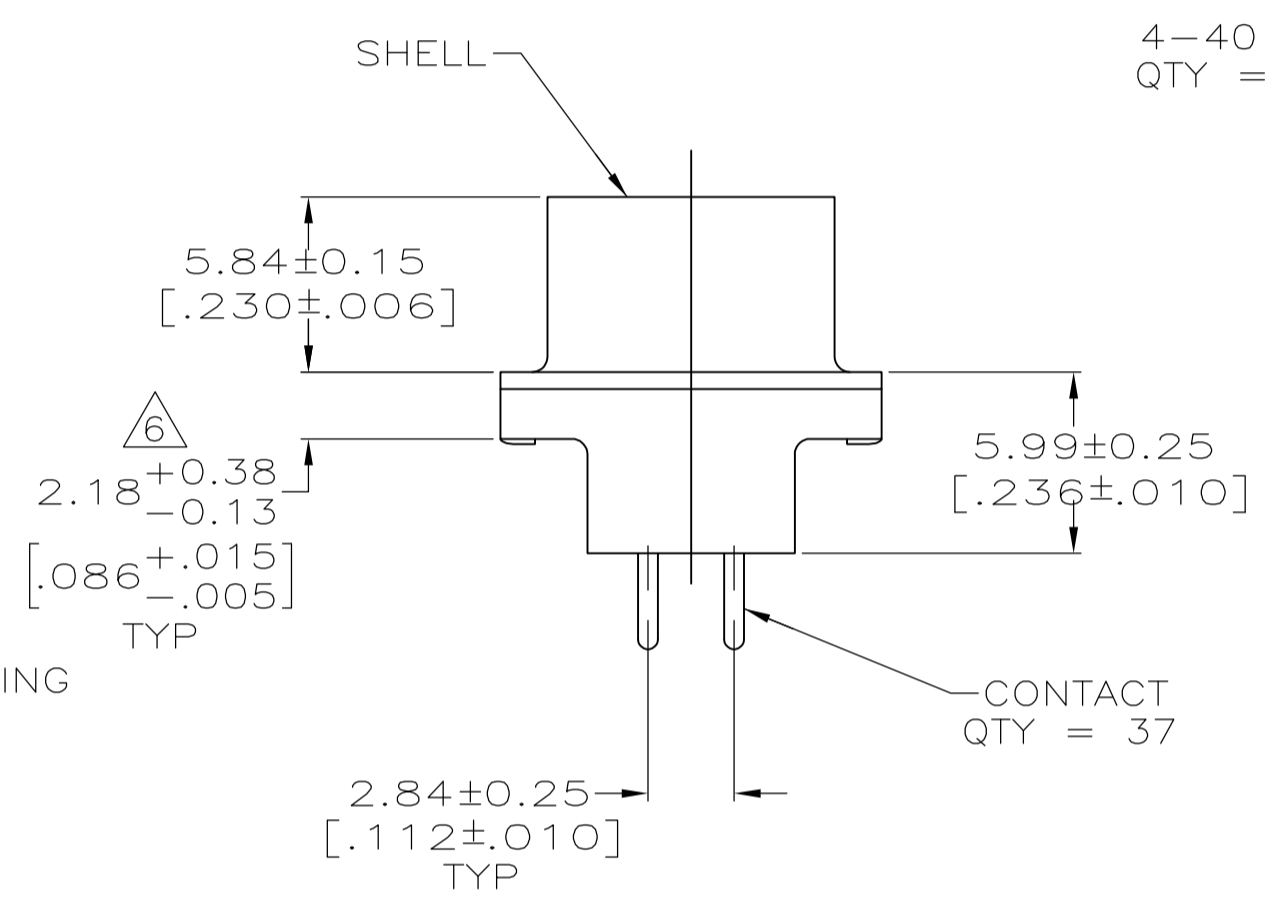 SHELL
4-40
QTY =
5.84±0.15
[.230±.006]
6
2.18 +0.38
-0.13
[.086 +.015
-.005]
TYP
ING
5.99±0.25
[.236±.010]
CONTACT
QTY = 37
2.84±0.25
[.112±.010]
TYP